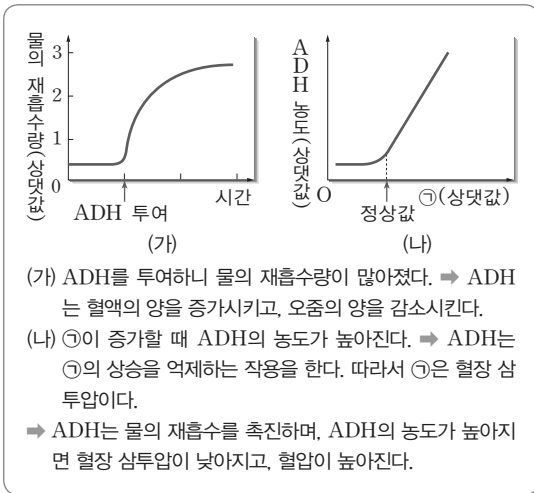 물의 재흡수량(상댓값)
3
2
1
0
ADH 투여
시간
(가)
ADH 농도(상댓값)
O
정상값
㉠(상댓값)
(나)
(가) ADH를 투여하니 물의 재흡수량이 많아졌다. ➡ ADH
는 혈액의 양을 증가시키고, 오줌의 양을 감소시킨다.
(나) ㉠이 증가할 때 ADH의 농도가 높아진다. ➡ ADH는
㉠의 상승을 억제하는 작용을 한다. 따라서 ㉠은 혈장 삼
투압이다.
➡ ADH는 물의 재흡수를 촉진하며, ADH의 농도가 높아지
면 혈장 삼투압이 낮아지고, 혈압이 높아진다.